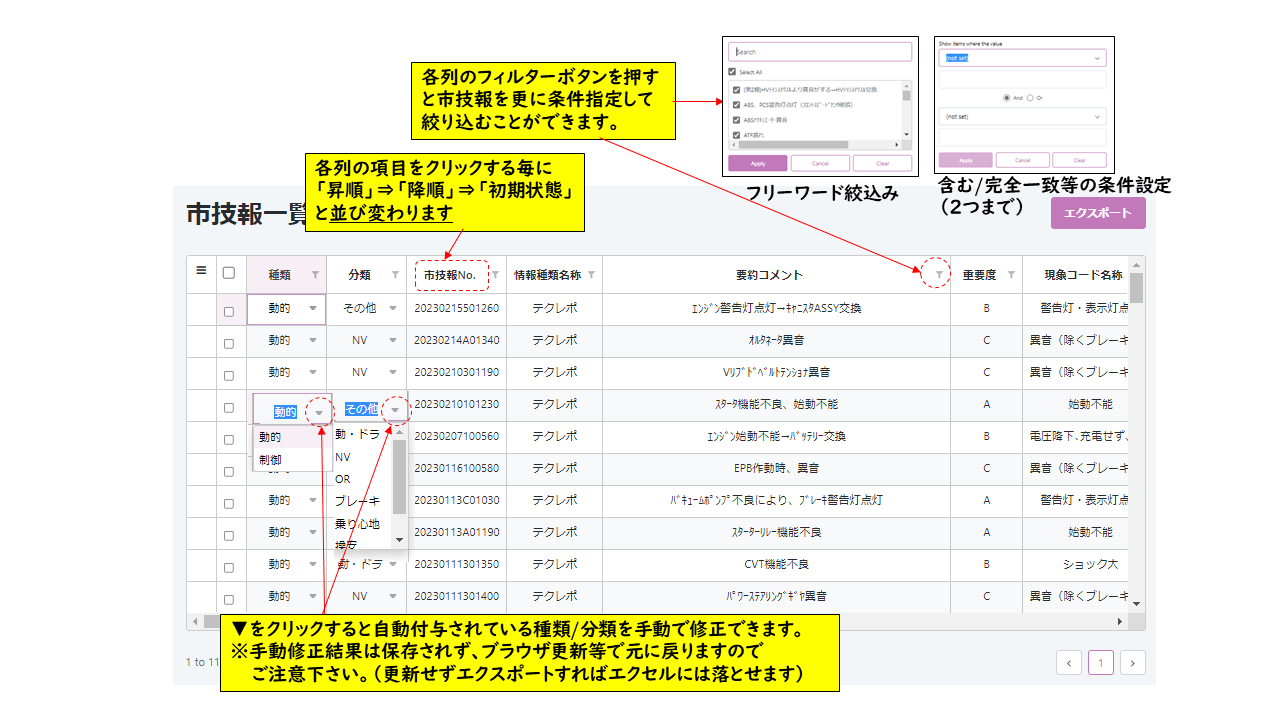 各列のフィルターボタンを押す
と市技報を更に条件指定して
絞り込むことができます。
Search
Select All
(第2報)HVﾄﾗﾝｽｱｸｽﾙより異音がする→HVﾄﾗﾝｽｱｸｽﾙ交換
ABS、PCS警告灯点灯
ABSｱｸﾁｭｴｰﾀｰ異音
ATF漏れ
Apply Cancel Clear
フリーワード絞込み
Show items where the value
(not set)
And Or
(not set)
Apply Cancel Clear
含む/完全一致等の条件設定
(2つまで)
各列の項目をクリックする毎に
「昇順」⇒「降順」⇒「初期状態」
と並び変わります
市技報一覧
エクスポート
種類 分類 市技報No. 情報種類名称 要約コメント 重要度 現象コード名称
動的 その他 20230215501260 テクレポ ｴﾝｼﾞﾝ警告灯点灯→ｷｬﾆｽﾀASSY交換 B 警告灯・表示灯点
動的 NV 20230214A01340 テクレポ ｵﾙﾀﾈｰﾀ異音 C 異音（除くブレーキ
動的 NV 20230210301190 テクレポ Vﾘﾌﾞﾄﾞﾍﾞﾙﾄﾃﾝｼｮﾅ異音 C 異音（除くブレーキ
動的 その他 20230210101230 テクレポ ｽﾀｰﾀ機能不良、始動不能 A 始動不能
動的 動・ドラ 20230207100560 テクレポ ｴﾝｼﾞﾝ始動不能→ﾊﾞｯﾃﾘｰ交換 B 電圧降下、充電せず、
制御 NV 20230116100580 テクレポ EPB作動時、異音 C 異音（除くブレーキ
OR
動的 ブレーキ 20230113C01030 テクレポ ﾊﾞｷｭｰﾑﾎﾟﾝﾌﾟ不良により、ﾌﾞﾚｰｷ警告灯点灯 A 警告灯・表示灯点
動的 乗り心地 20230113A01190 テクレポ ｽﾀｰﾀｰﾘﾚｰ機能不良 A 始動不能
操安
動的 動・ドラ 20230111301350 テクレポ CVT機能不良 B ショック大
動的 NV 20230111301400 テクレポ ﾊﾟﾜｰｽﾃｱﾘﾝｸﾞｷﾞﾔ異音 C 異音（除くブレーキ
▼をクリックすると自動付与されている種類/分類を手動で修正できます。
※手動修正結果は保存されず、ブラウザ更新等で元に戻りますので
ご注意下さい。(更新せずエクスポートすればエクセルには落とせます)
1 to 11
1